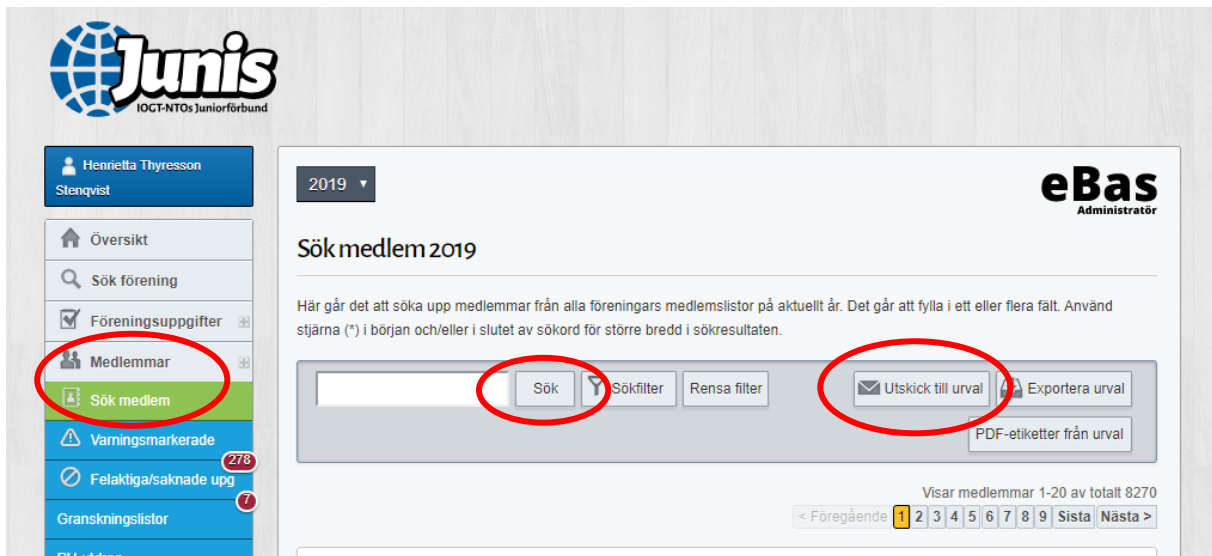 Junis
IOGT-NTOs Juniorförbund
Henrietta Thyresson
Stenqvist
Översikt
Sök förening
Föreningsuppgifter
Medlemmar
Sök medlem
Varningsmarkerade
278
Felaktiga/saknade upg
7
Granskningslistor
2019
eBas
Administratör
Sök medlem 2019
Här går det att söka upp medlemmar från alla föreningars medlemslistor på aktuellt år. Det går att fylla i ett eller flera fält. Använd
stjärna (*) i början och/eller i slutet av sökord för större bredd i sökresultaten.
Sök Sökfilter Rensa filter Utskick till urval Exportera urval
PDF-etiketter från urval
Visar medlemmar 1-20 av totalt 8270
< Föregående 1 2 3 4 5 6 7 8 9 Sista Nästa >